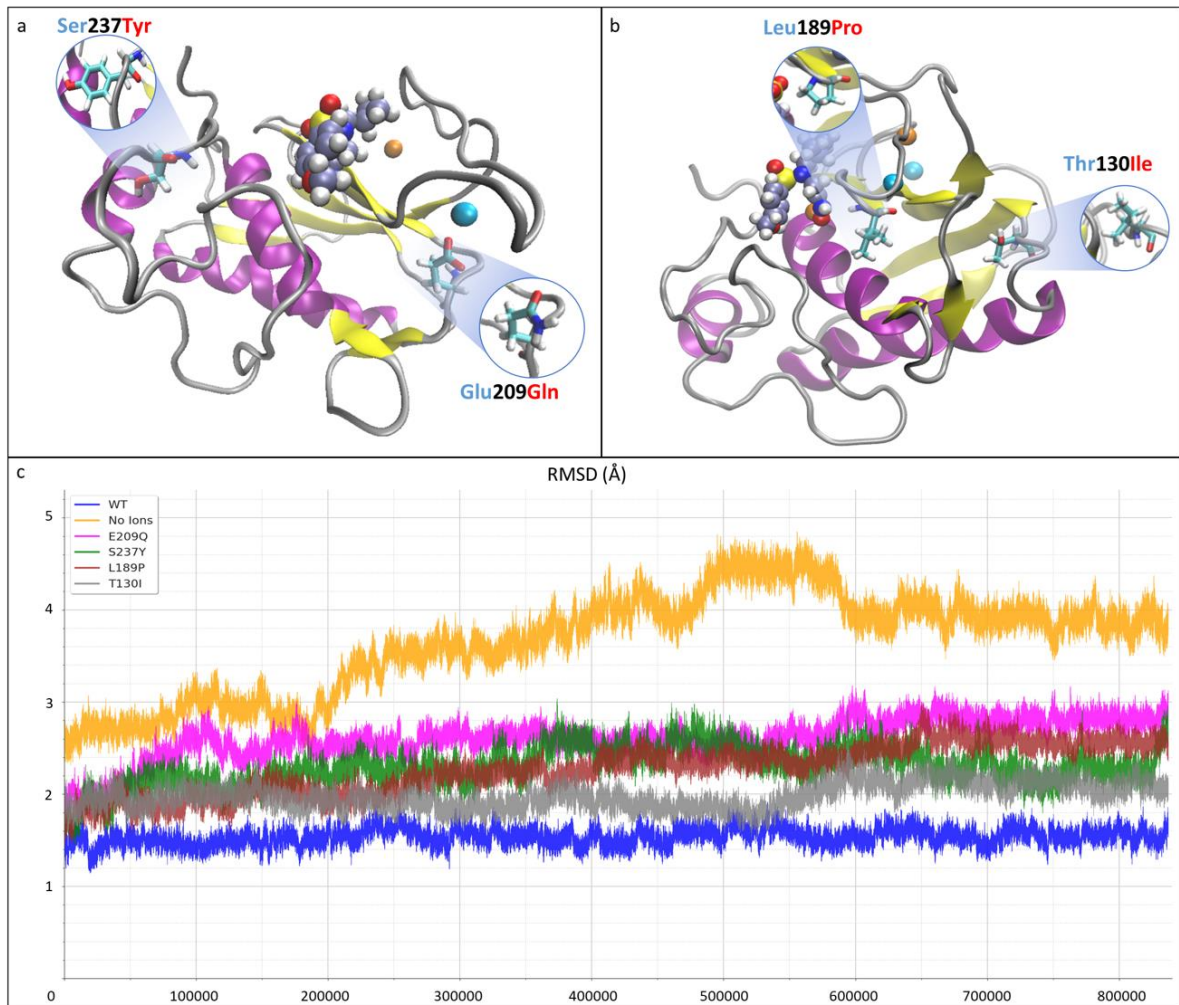 a
Ser237Tyr
Glu209Gln
b
Leu189Pro
Thr130Ile
c
RMSD (Å)
WT
No Ions
E209Q
S237Y
L189P
T130I
5
4
3
2
1
0 100000 200000 300000 400000 500000 600000 700000 800000